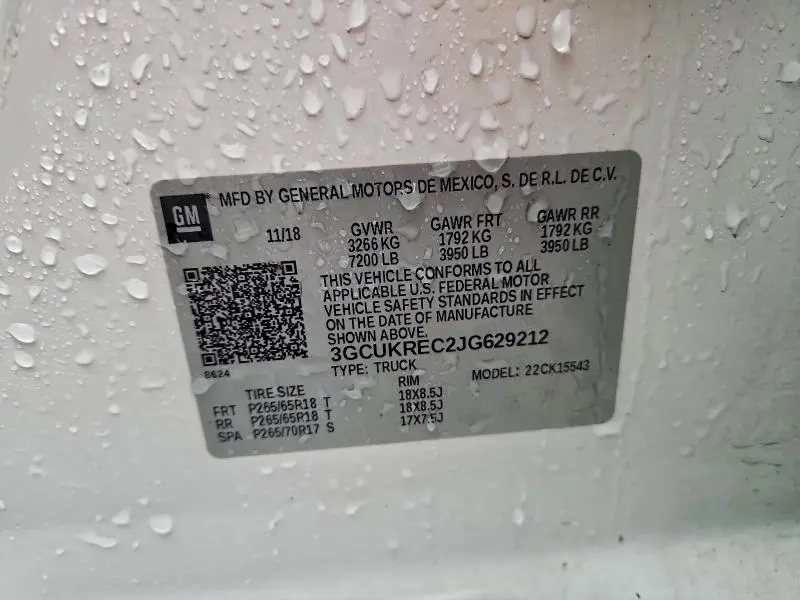 GM MFD BY GENERAL MOTORS DE MEXICO, S. DE R.L. DE C.V.
11/18 GVWR GAWR FRT GAWR RR
3266 KG 1792 KG 1792 KG
7200 LB 3950 LB 3950 LB
THIS VEHICLE CONFORMS TO ALL
APPLICABLE U.S. FEDERAL MOTOR
VEHICLE SAFETY STANDARDS IN EFFECT
ON THE DATE OF MANUFACTURE
SHOWN ABOVE.
3GCUKREC2JG629212
8624 TYPE: TRUCK MODEL: 22CK15543
TIRE SIZE RIM
FRT P265/65R18 T 18X8.5J
RR P265/65R18 T 18X8.5J
SPA P265/70R17 S 17X7.5J